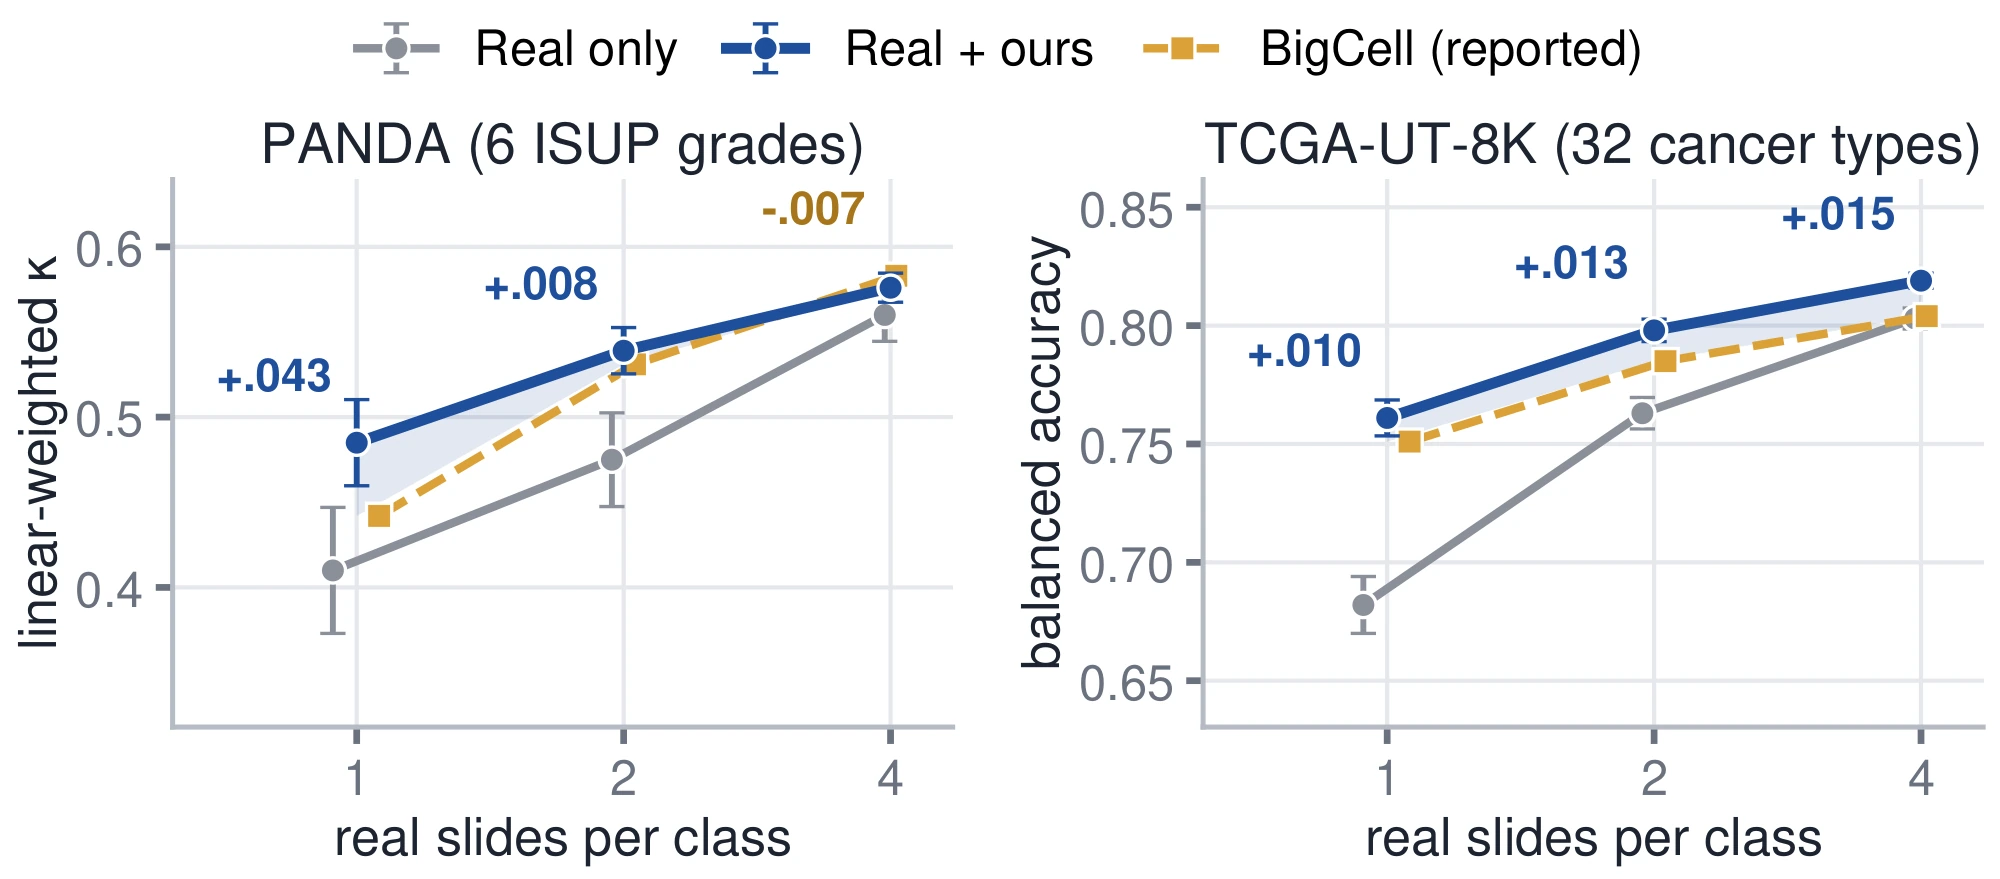 Real only
Real + ours
BigCell (reported)
PANDA (6 ISUP grades)
linear-weighted κ
0.6
0.5
0.4
+.043
+.008
-.007
1
2
4
real slides per class
TCGA-UT-8K (32 cancer types)
balanced accuracy
0.85
0.80
0.75
0.70
0.65
+.010
+.013
+.015
1
2
4
real slides per class